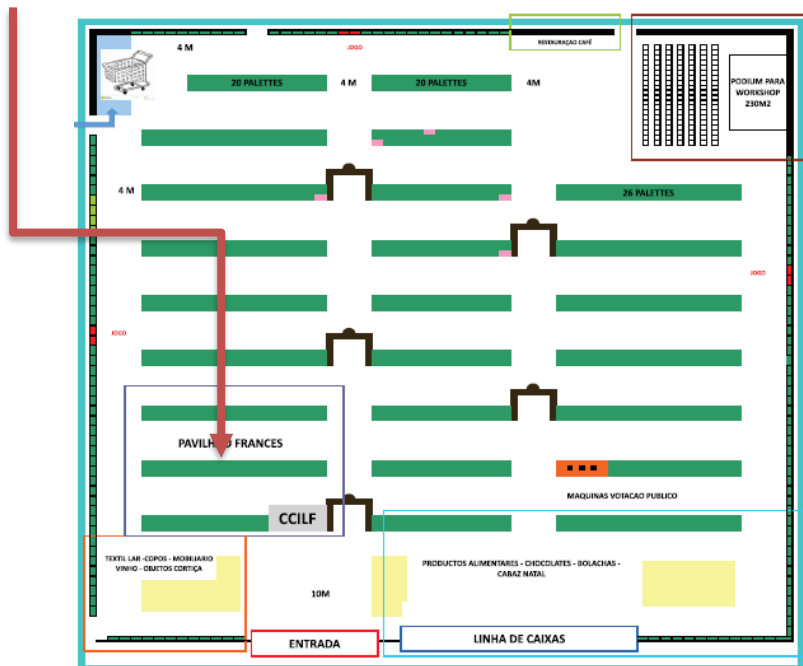 4 M
JOGO
RESTAURAÇAO CAFÉ
20 PALETTES
4 M
20 PALETTES
4M
PODIUM PARA
WORKSHOP
230M2
4 M
26 PALETTES
JOGO
JOGO
PAVILH O FRANCES
MAQUINAS VOTACAO PUBLICO
CCILF
TEXTIL LAR -COPOS - MOBILIARIO
VINHO - OBJETOS CORTIÇA
PRODUCTOS ALIMENTARES - CHOCOLATES - BOLACHAS -
CABAZ NATAL
10M
ENTRADA
LINHA DE CAIXAS